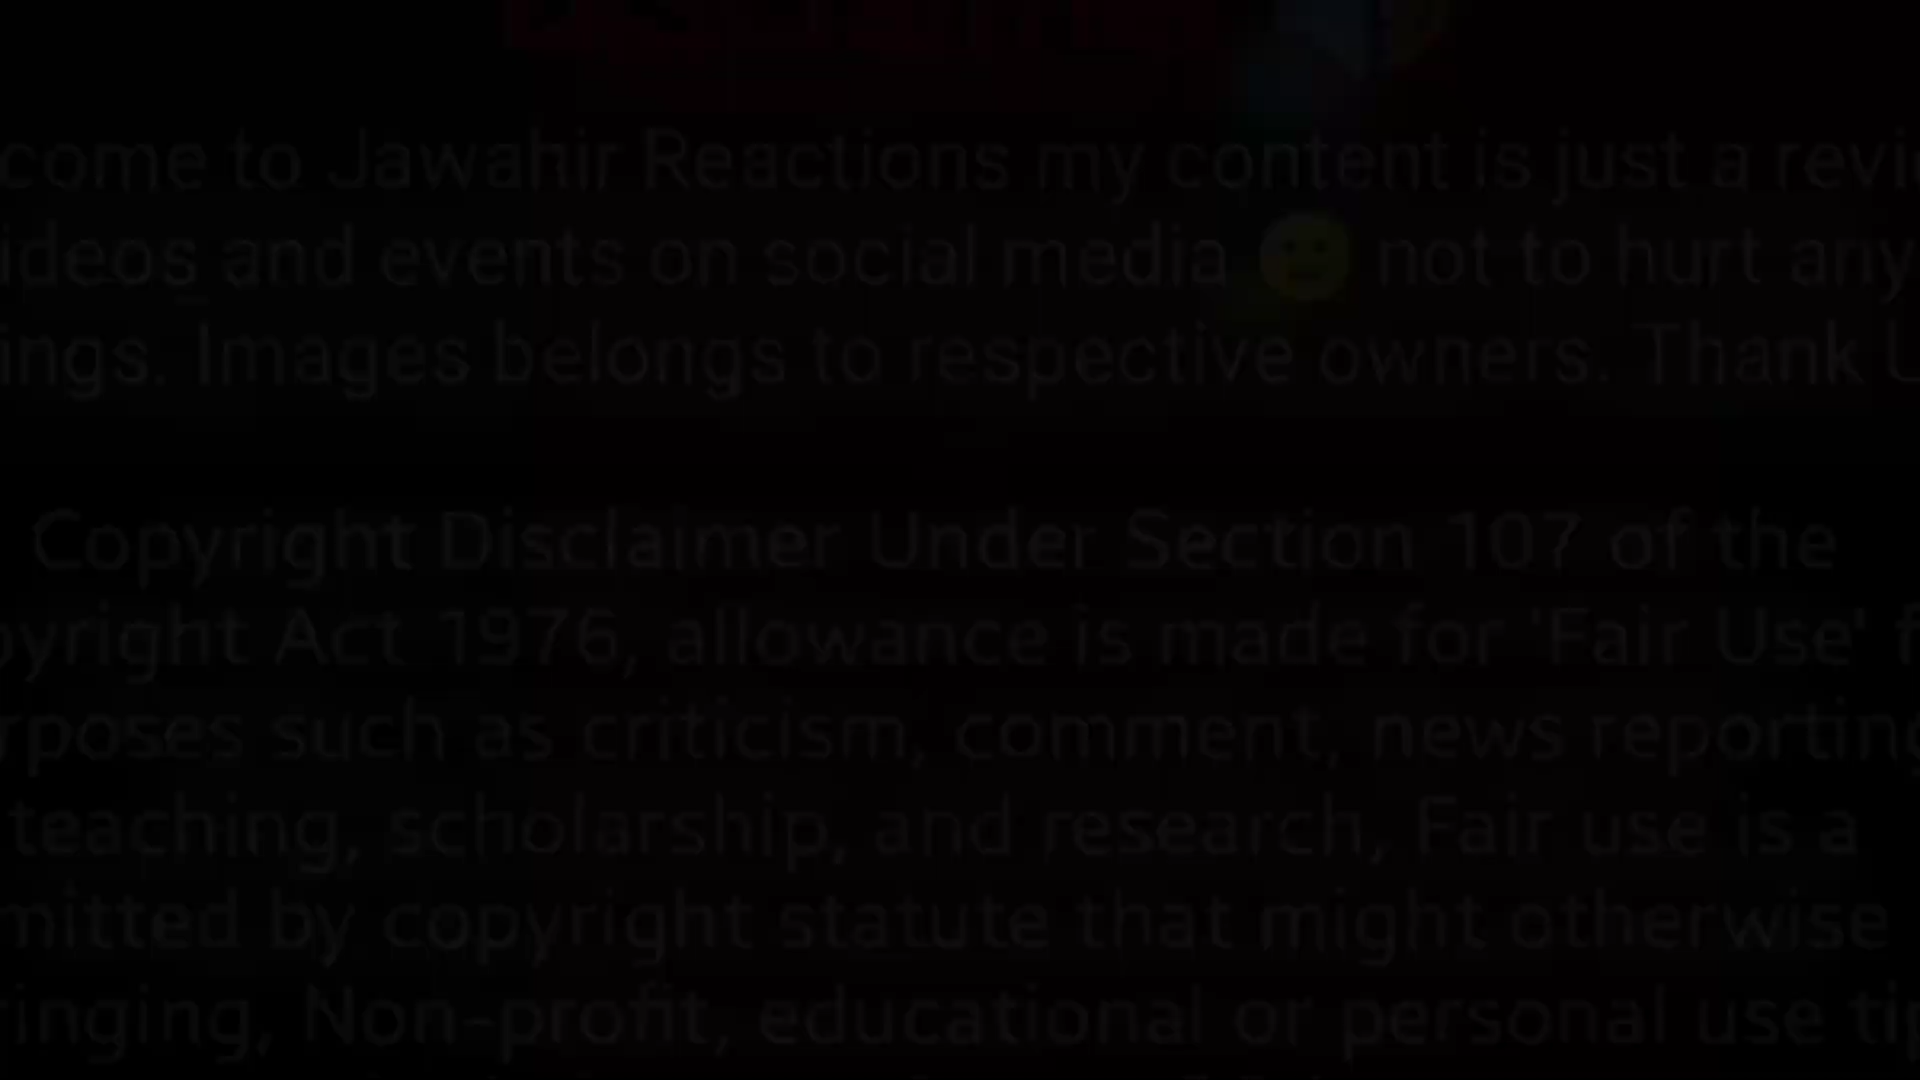 come to Jawahir Reactions my content is just a revi
ideos and events on social media 🙂 not to hurt any
ings. Images belongs to respective owners. Thank U
Copyright Disclaimer Under Section 107 of the
pyright Act 1976, allowance is made for 'Fair Use' f
rposes such as criticism, comment, news reporting
teaching, scholarship, and research, Fair use is a
mitted by copyright statute that might otherwise
ringing, Non-profit, educational or personal use tip